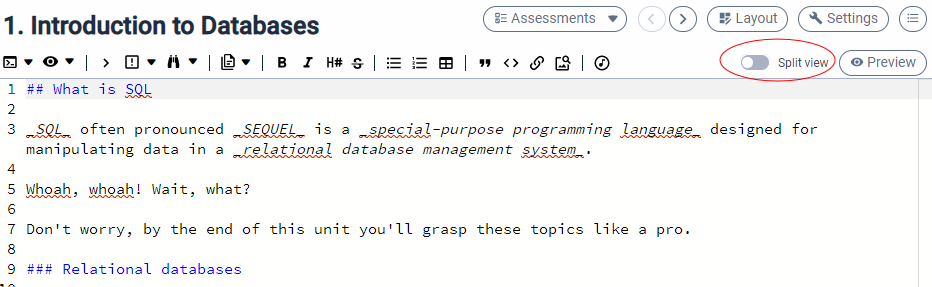 1. Introduction to Databases
Assessments
Layout
Settings
B I H# S
Split view
Preview
1 ## What is SQL
2
3 _SQL_ often pronounced _SEQUEL_ is a _special-purpose programming language_ designed for
manipulating data in a _relational database management system_.
4
5 Whoah, whoah! Wait, what?
6
7 Don't worry, by the end of this unit you'll grasp these topics like a pro.
8
9 ### Relational databases